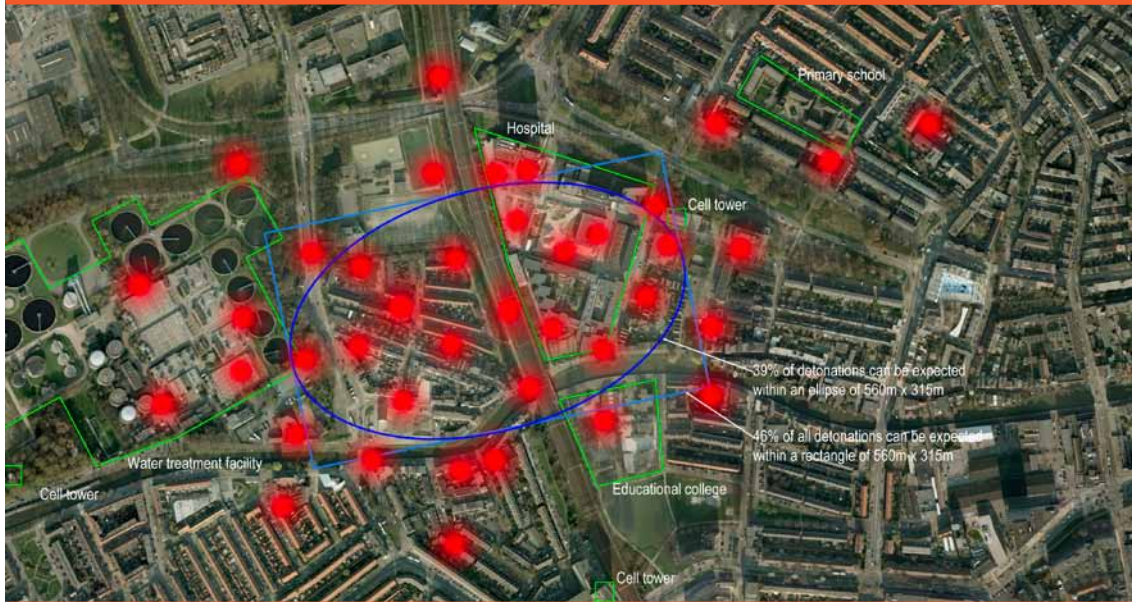 Primary school
Hospital
Cell tower
39% of detonations can be expected
within an ellipse of 560m x 315m
46% of all detonations can be expected
within a rectangle of 560m x 315m
Water treatment facility
Cell tower
Educational college
Cell tower